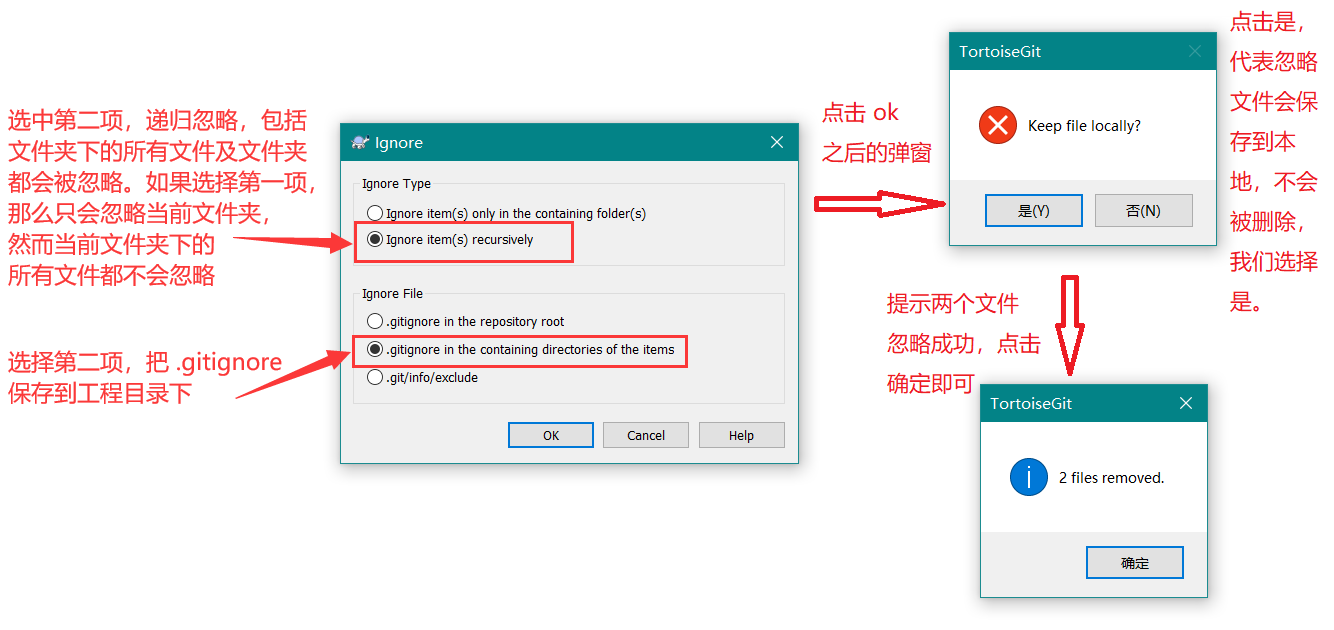 选中第二项，递归忽略，包括
文件夹下的所有文件及文件夹
都会被忽略。如果选择第一项，
那么只会忽略当前文件夹，
然而当前文件夹下的
所有文件都不会忽略
选择第二项，把 .gitignore
保存到工程目录下
Ignore
Ignore Type
Ignore item(s) only in the containing folder(s)
Ignore item(s) recursively
Ignore File
.gitignore in the repository root
.gitignore in the containing directories of the items
.git/info/exclude
OK
Cancel
Help
点击 ok
之后的弹窗
TortoiseGit
Keep file locally?
是(Y)
否(N)
点击是，
代表忽略
文件会保
存到本
地，不会
被删除，
我们选择
是。
提示两个文件
忽略成功，点击
确定即可
TortoiseGit
2 files removed.
确定